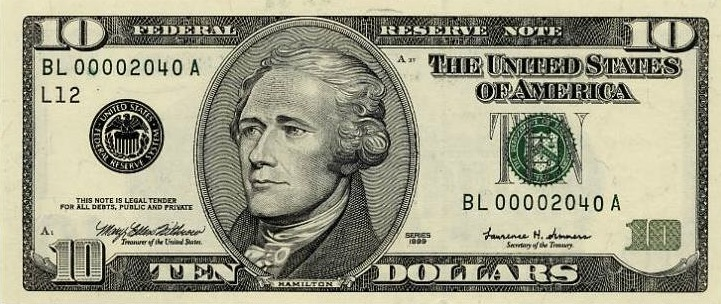 10 FEDERAL RESERVE NOTE 10
BL 00002040 A
L12
A
THE UNITED STATES
OF AMERICA
UNITED STATES
FEDERAL RESERVE SYSTEM
TEN
THIS NOTE IS LEGAL TENDER
FOR ALL DEBTS, PUBLIC AND PRIVATE
BL 00002040 A
Mary Ellen Withrow
Treasurer of the United States.
SERIES
1999
Lawrence H. Summers
Secretary of the Treasury.
A1
10 TEN DOLLARS 10
HAMILTON